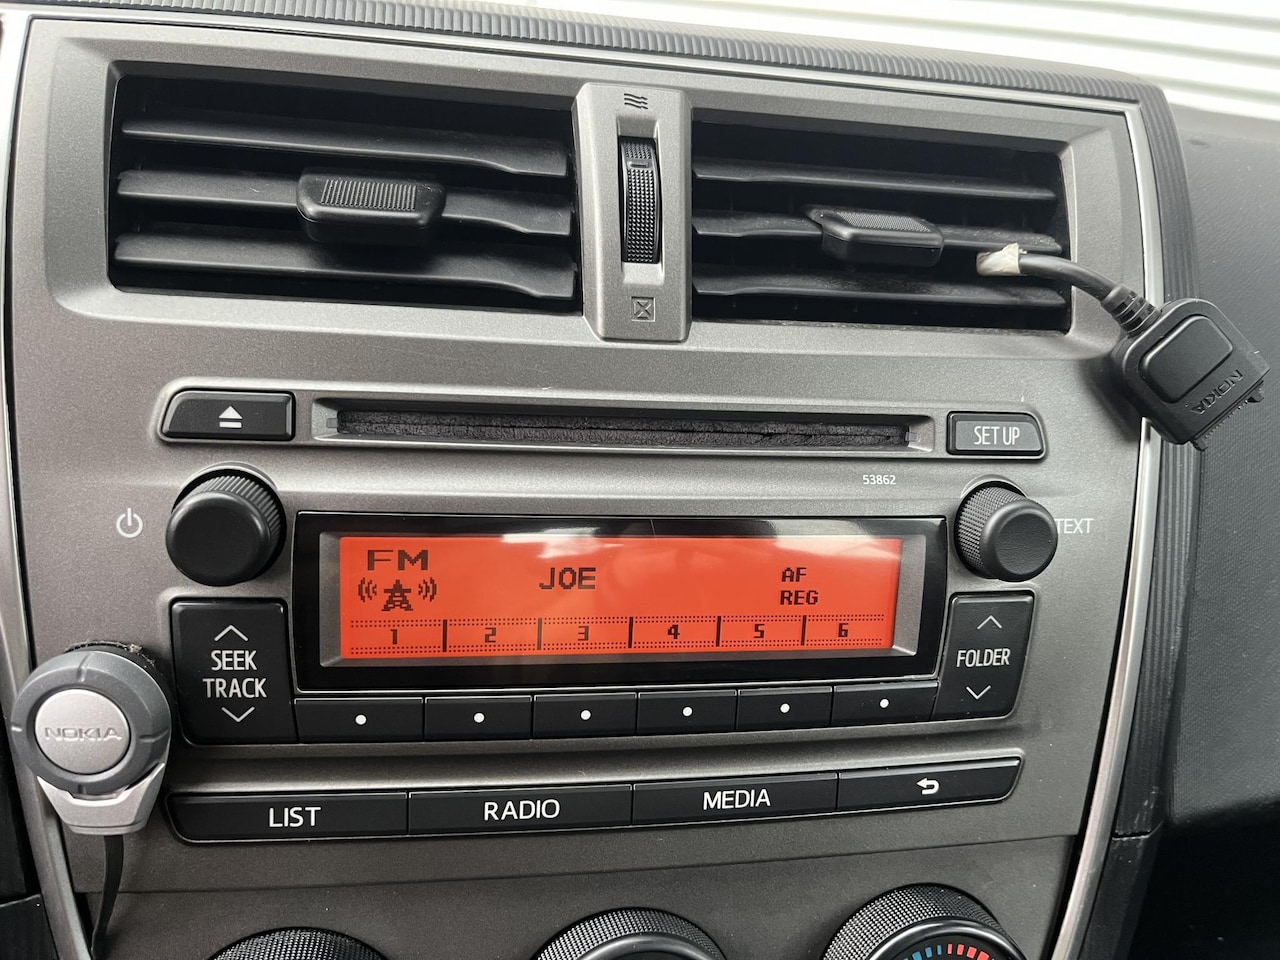 NOKIA
SET UP
53862
TEXT
FM
JOE
AF
REG
1 2 3 4 5 6
SEEK
TRACK
FOLDER
NOKIA
LIST
RADIO
MEDIA